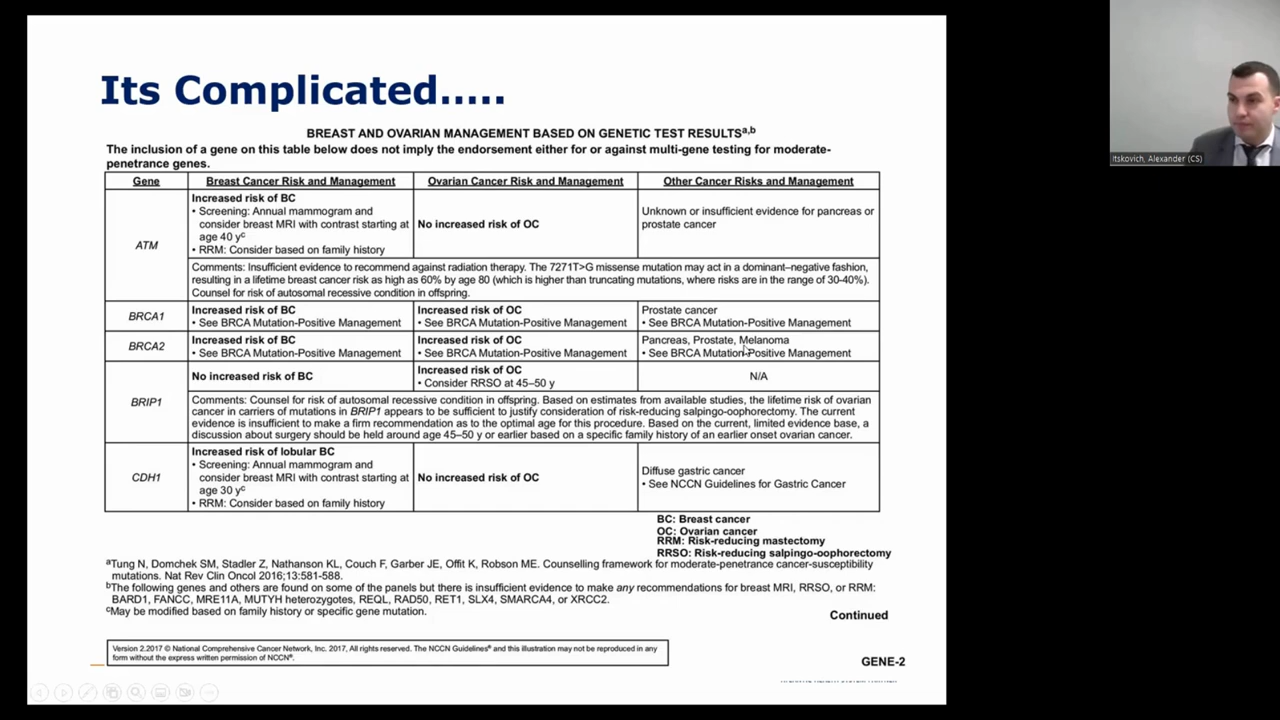 Its Complicated.....
BREAST AND OVARIAN MANAGEMENT BASED ON GENETIC TEST RESULTSa,b
The inclusion of a gene on this table below does not imply the endorsement either for or against multi-gene testing for moderate-
penetrance genes.
Gene
Breast Cancer Risk and Management
Ovarian Cancer Risk and Management
Other Cancer Risks and Management
ATM
Increased risk of BC
• Screening: Annual mammogram and
consider breast MRI with contrast starting at
age 40 yc
• RRM: Consider based on family history
No increased risk of OC
Unknown or insufficient evidence for pancreas or
prostate cancer
Comments: Insufficient evidence to recommend against radiation therapy. The 7271T>G missense mutation may act in a dominant–negative fashion,
resulting in a lifetime breast cancer risk as high as 60% by age 80 (which is higher than truncating mutations, where risks are in the range of 30-40%).
Counsel for risk of autosomal recessive condition in offspring.
BRCA1
Increased risk of BC
• See BRCA Mutation-Positive Management
Increased risk of OC
• See BRCA Mutation-Positive Management
Prostate cancer
• See BRCA Mutation-Positive Management
BRCA2
Increased risk of BC
• See BRCA Mutation-Positive Management
Increased risk of OC
• See BRCA Mutation-Positive Management
Pancreas, Prostate, Melanoma
• See BRCA Mutation-Positive Management
BRIP1
No increased risk of BC
Increased risk of OC
• Consider RRSO at 45–50 y
N/A
Comments: Counsel for risk of autosomal recessive condition in offspring. Based on estimates from available studies, the lifetime risk of ovarian
cancer in carriers of mutations in BRIP1 appears to be sufficient to justify consideration of risk-reducing salpingo-oophorectomy. The current
evidence is insufficient to make a firm recommendation as to the optimal age for this procedure. Based on the current, limited evidence base, a
discussion about surgery should be held around age 45–50 y or earlier based on a specific family history of an earlier onset ovarian cancer.
CDH1
Increased risk of lobular BC
• Screening: Annual mammogram and
consider breast MRI with contrast starting at
age 30 yc
• RRM: Consider based on family history
No increased risk of OC
Diffuse gastric cancer
• See NCCN Guidelines for Gastric Cancer
BC: Breast cancer
OC: Ovarian cancer
RRM: Risk-reducing mastectomy
RRSO: Risk-reducing salpingo-oophorectomy
aTung N, Domchek SM, Stadler Z, Nathanson KL, Couch F, Garber JE, Offit K, Robson ME. Counselling framework for moderate-penetrance cancer-susceptibility
mutations. Nat Rev Clin Oncol 2016;13:581-588.
bThe following genes and others are found on some of the panels but there is insufficient evidence to make any recommendations for breast MRI, RRSO, or RRM:
BARD1, FANCC, MRE11A, MUTYH heterozygotes, REQL, RAD50, RET1, SLX4, SMARCA4, or XRCC2.
cMay be modified based on family history or specific gene mutation.
Continued
Version 2.2017 © National Comprehensive Cancer Network, Inc. 2017, All rights reserved. The NCCN Guidelines® and this illustration may not be reproduced in any
form without the express written permission of NCCN®.
GENE-2
Itskovich, Alexander (CS)